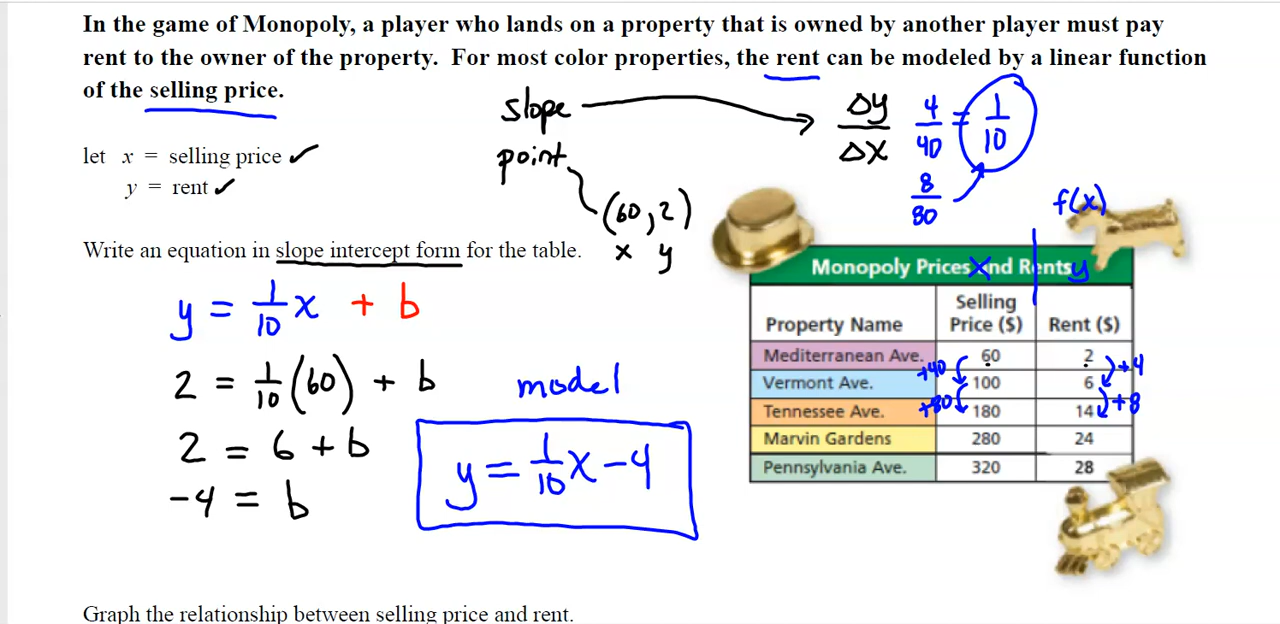 In the game of Monopoly, a player who lands on a property that is owned by another player must pay
rent to the owner of the property. For most color properties, the rent can be modeled by a linear function
of the selling price.
slope
Δy/ΔX 4/40 = 1/10
let x = selling price ✓
point
y = rent ✓
8/80
(60, 2)
x y
f(x)
Write an equation in slope intercept form for the table.
y = 1/10 x + b
2 = 1/10 (60) + b
2 = 6 + b
-4 = b
model
y = 1/10 x - 4
Monopoly Prices and Rents
x y
Property Name Selling Price ($) Rent ($)
Mediterranean Ave. 60 2
+40 +4
Vermont Ave. 100 6
+80 +8
Tennessee Ave. 180 14
Marvin Gardens 280 24
Pennsylvania Ave. 320 28
Graph the relationship between selling price and rent.